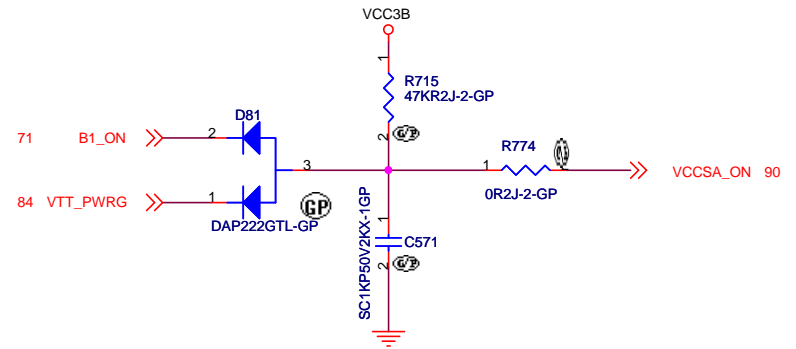 VCC3B
1
R715
47KR2J-2-GP
2
G/P
D81
71 B1_ON 2
3
R774
1
0R2J-2-GP
VCCSA_ON 90
84 VTT_PWRG 1
GP
DAP222GTL-GP
SC1KP50V2KX-1GP
1
C571
2
G/P